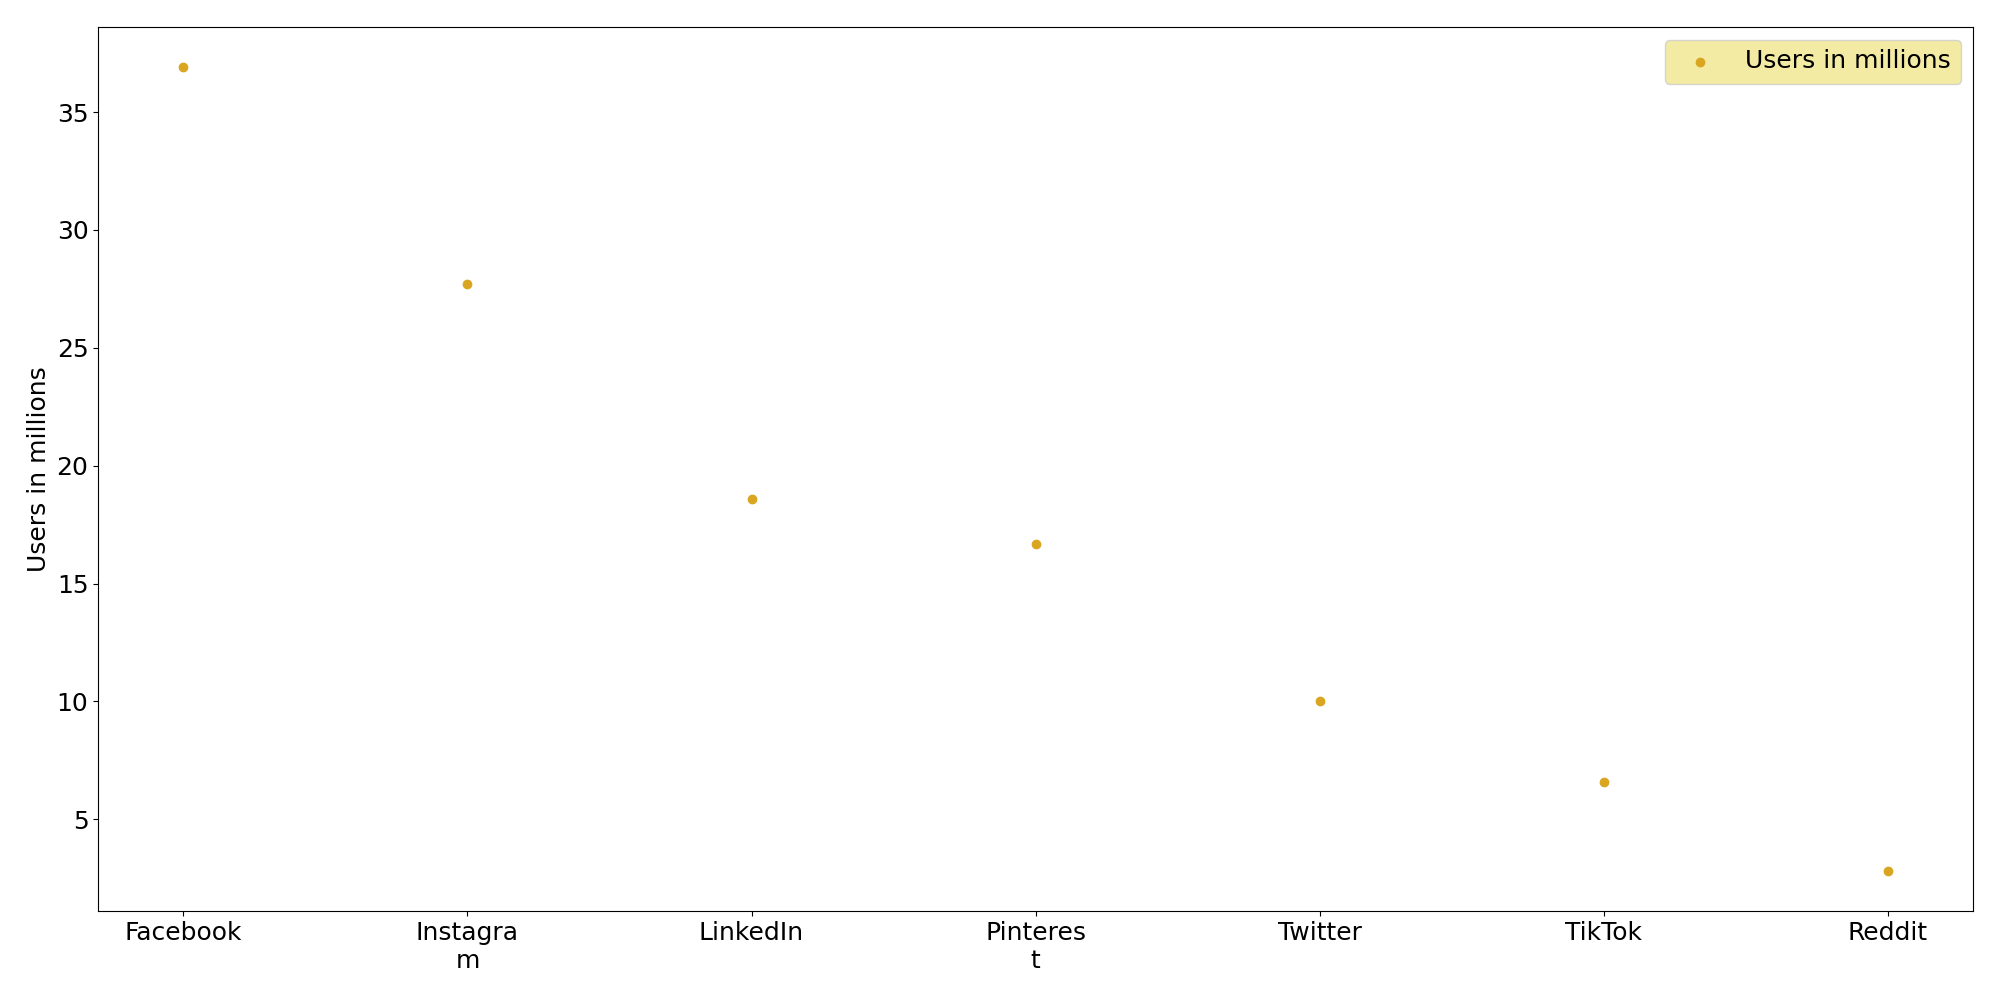 Users in millions
35
30
25
20
15
10
5
Users in millions
Facebook
Instagra
m
LinkedIn
Pinteres
t
Twitter
TikTok
Reddit